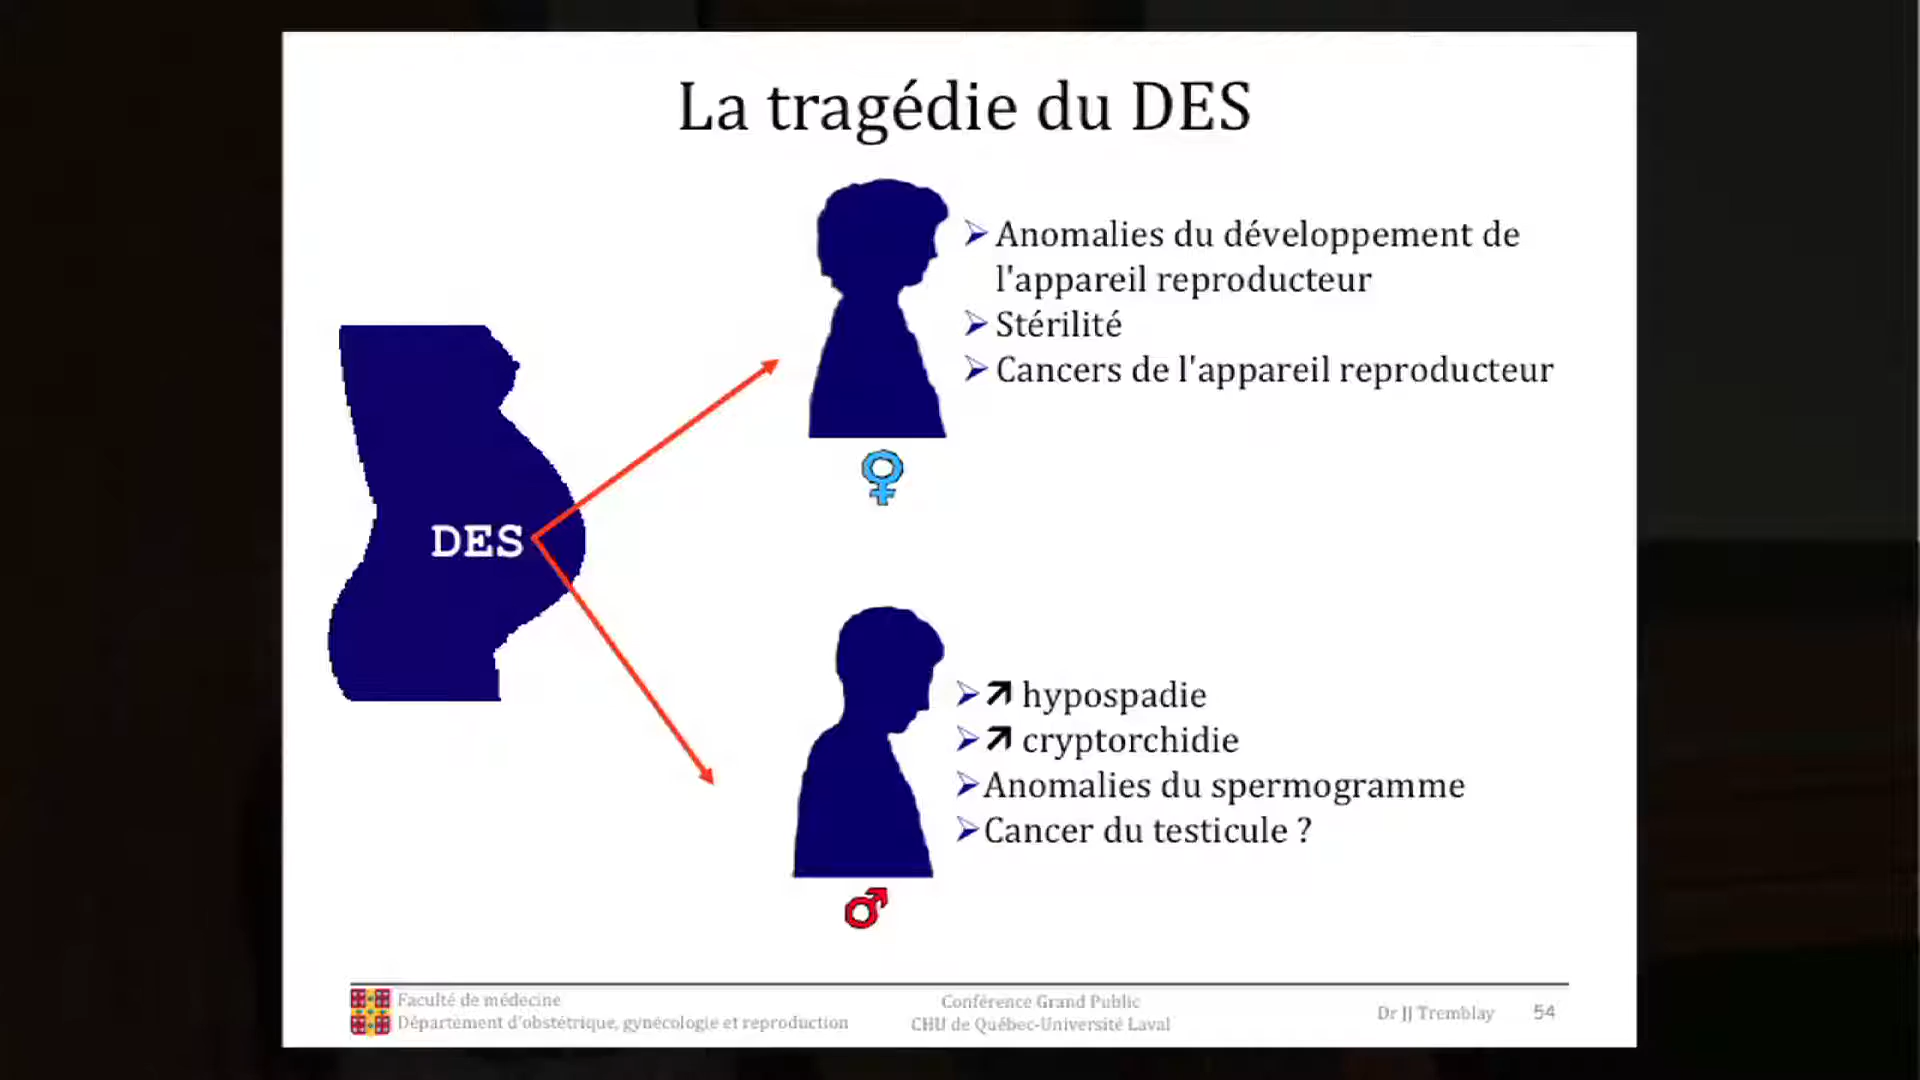 La tragédie du DES
Anomalies du développement de
l'appareil reproducteur
Stérilité
Cancers de l'appareil reproducteur
DES
↗ hypospadie
↗ cryptorchidie
Anomalies du spermogramme
Cancer du testicule ?
Faculté de médecine
Département d'obstétrique, gynécologie et reproduction
Conférence Grand Public
CHU de Québec-Université Laval
Dr JJ Tremblay
54